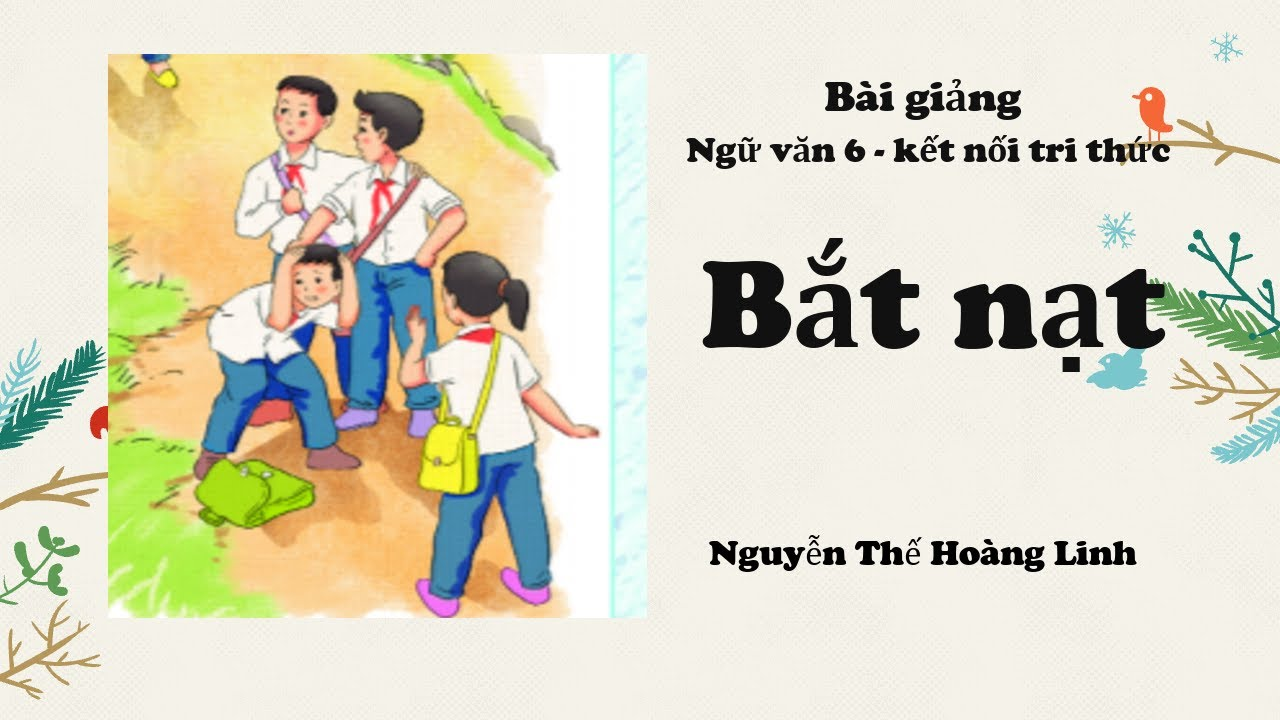 Bài giảng
Ngữ văn 6 - kết nối tri thức
Bắt nạt
Nguyễn Thế Hoàng Linh